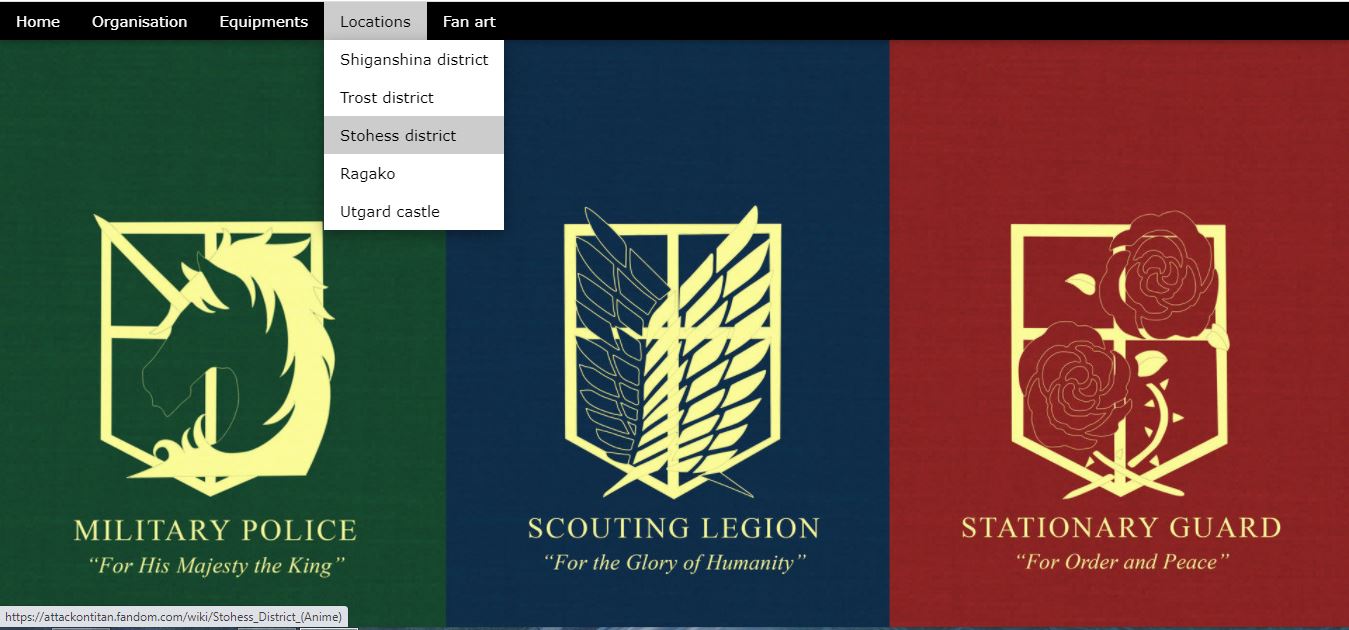 Home Organisation Equipments Locations Fan art
Shiganshina district
Trost district
Stohess district
Ragako
Utgard castle
MILITARY POLICE
“For His Majesty the King”
SCOUTING LEGION
“For the Glory of Humanity”
STATIONARY GUARD
“For Order and Peace”
https://attackontitan.fandom.com/wiki/Stohess_District_(Anime)